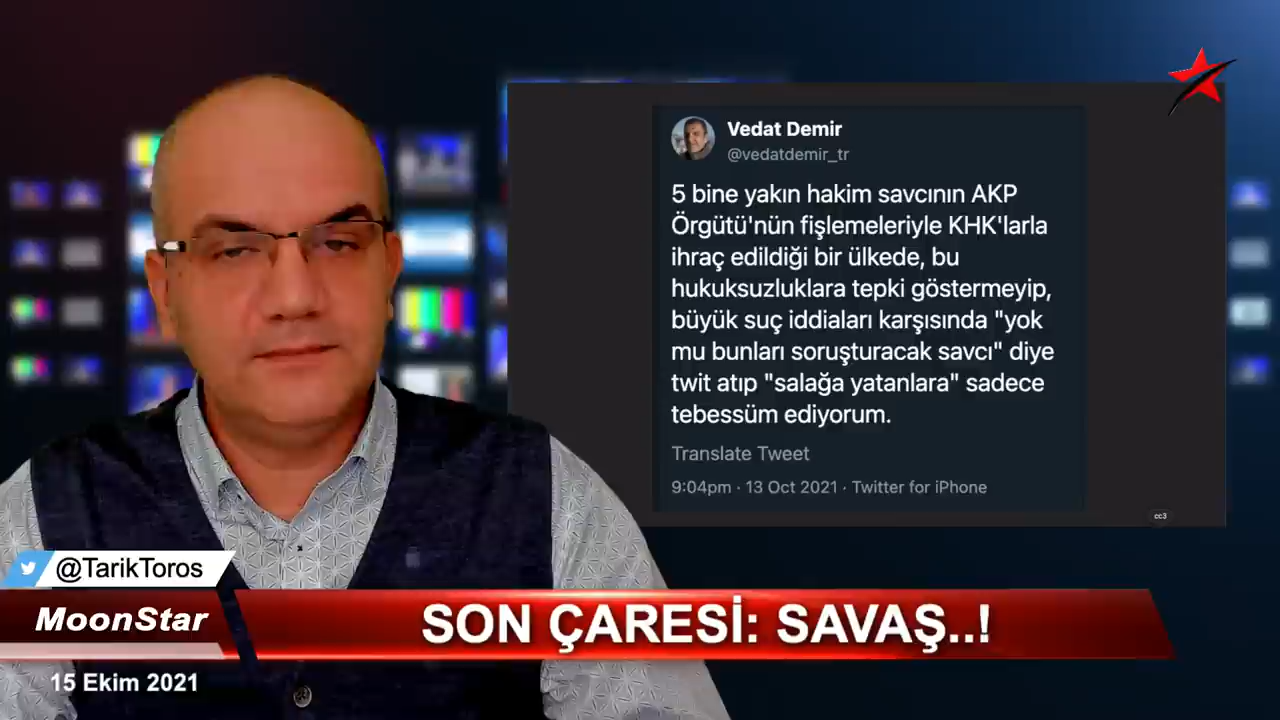 Vedat Demir
@vedatdemir_tr
5 bine yakın hakim savcının AKP
Örgütü'nün fişlemeleriyle KHK'larla
ihraç edildiği bir ülkede, bu
hukuksuzluklara tepki göstermeyip,
büyük suç iddiaları karşısında "yok
mu bunları soruşturacak savcı" diye
twit atıp "salağa yatanlara" sadece
tebessüm ediyorum.
Translate Tweet
9:04pm · 13 Oct 2021 · Twitter for iPhone
cc3
@TarikToros
MoonStar
SON ÇARESİ: SAVAŞ..!
15 Ekim 2021